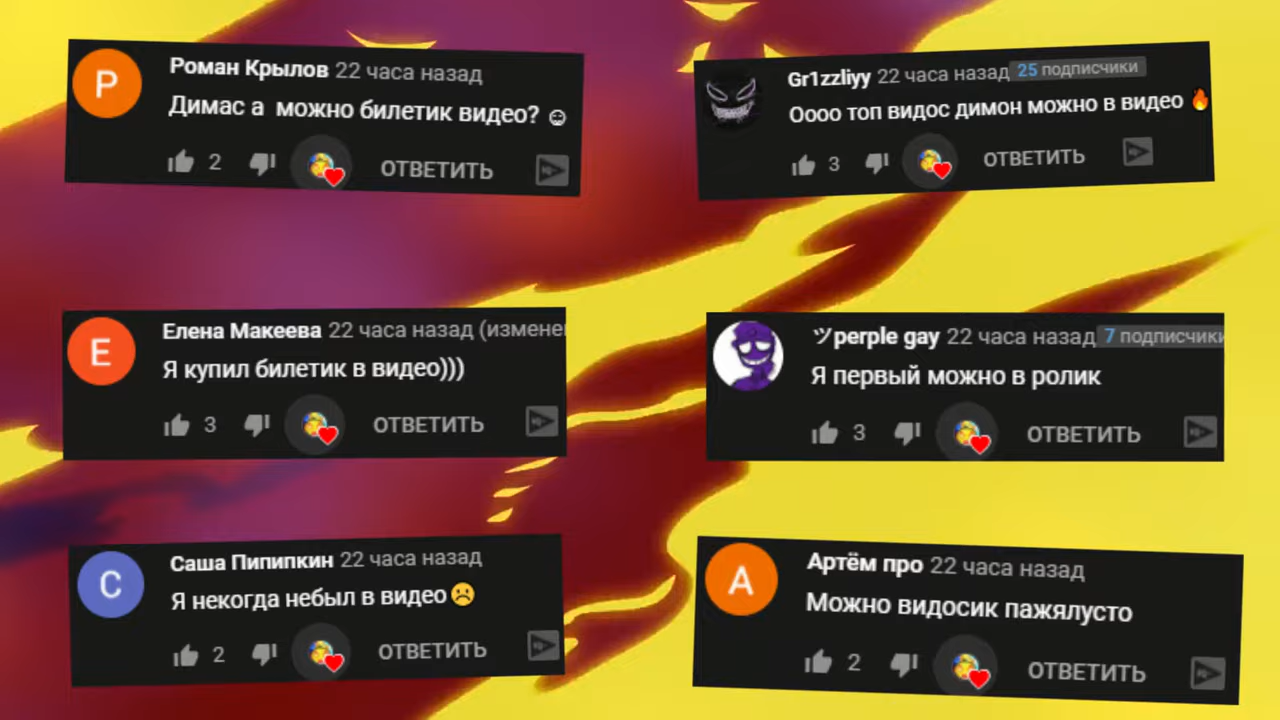 Р
Роман Крылов 22 часа назад
Димас а можно билетик видео? ☺
2
ОТВЕТИТЬ
Gr1zzliyy 22 часа назад 25 подписчики
Оооо топ видос димон можно в видео 🔥
3
ОТВЕТИТЬ
Е
Елена Макеева 22 часа назад (измене
Я купил билетик в видео)))
3
ОТВЕТИТЬ
ツperple gay 22 часа назад 7 подписчики
Я первый можно в ролик
3
ОТВЕТИТЬ
С
Саша Пипипкин 22 часа назад
Я некогда небыл в видео☹️
2
ОТВЕТИТЬ
А
Артём про 22 часа назад
Можно видосик пажялусто
2
ОТВЕТИТЬ